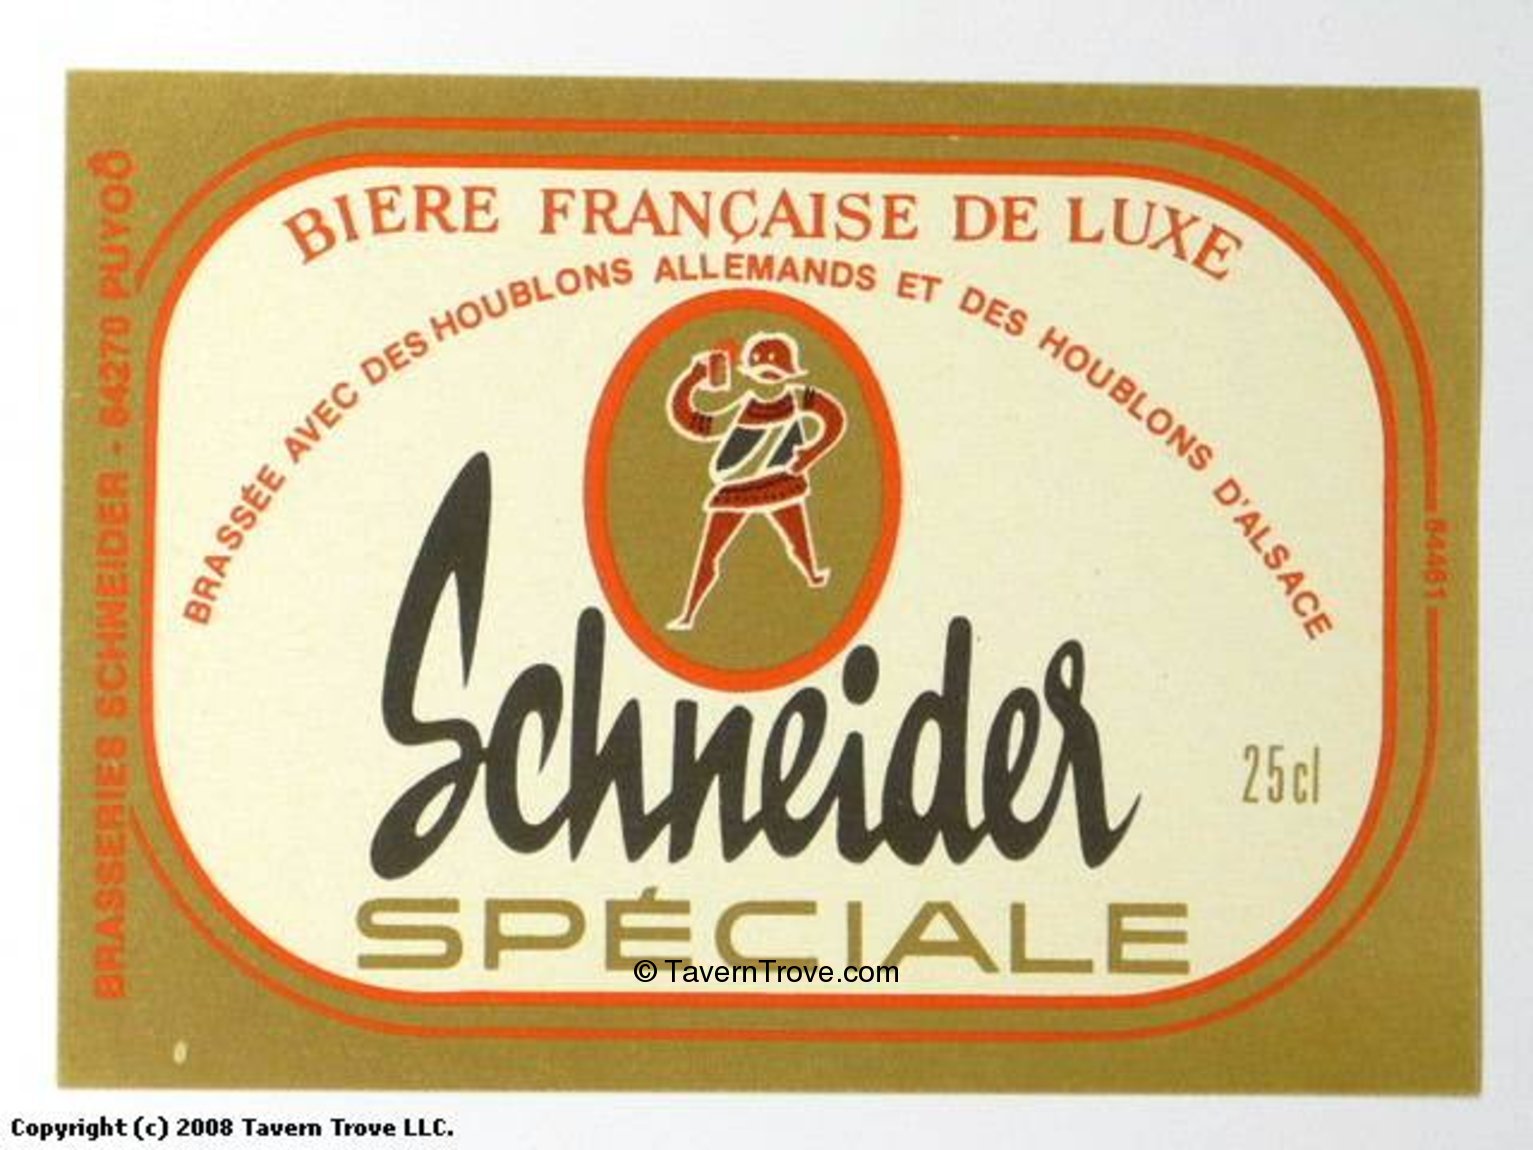 BIERE FRANÇAISE DE LUXE
BRASSÉE AVEC DES HOUBLONS ALLEMANDS ET DES HOUBLONS D'ALSACE
BRASSERIES SCHNEIDER - 64270 PUYOÔ
Schneider
25cl
SPÉCIALE
64461
© TavernTrove.com
Copyright (c) 2008 Tavern Trove LLC.